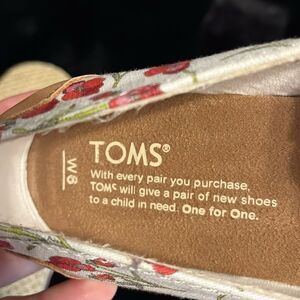 TOMS®
With every pair you purchase,
TOMS will give a pair of new shoes
to a child in need. One for One.
W6